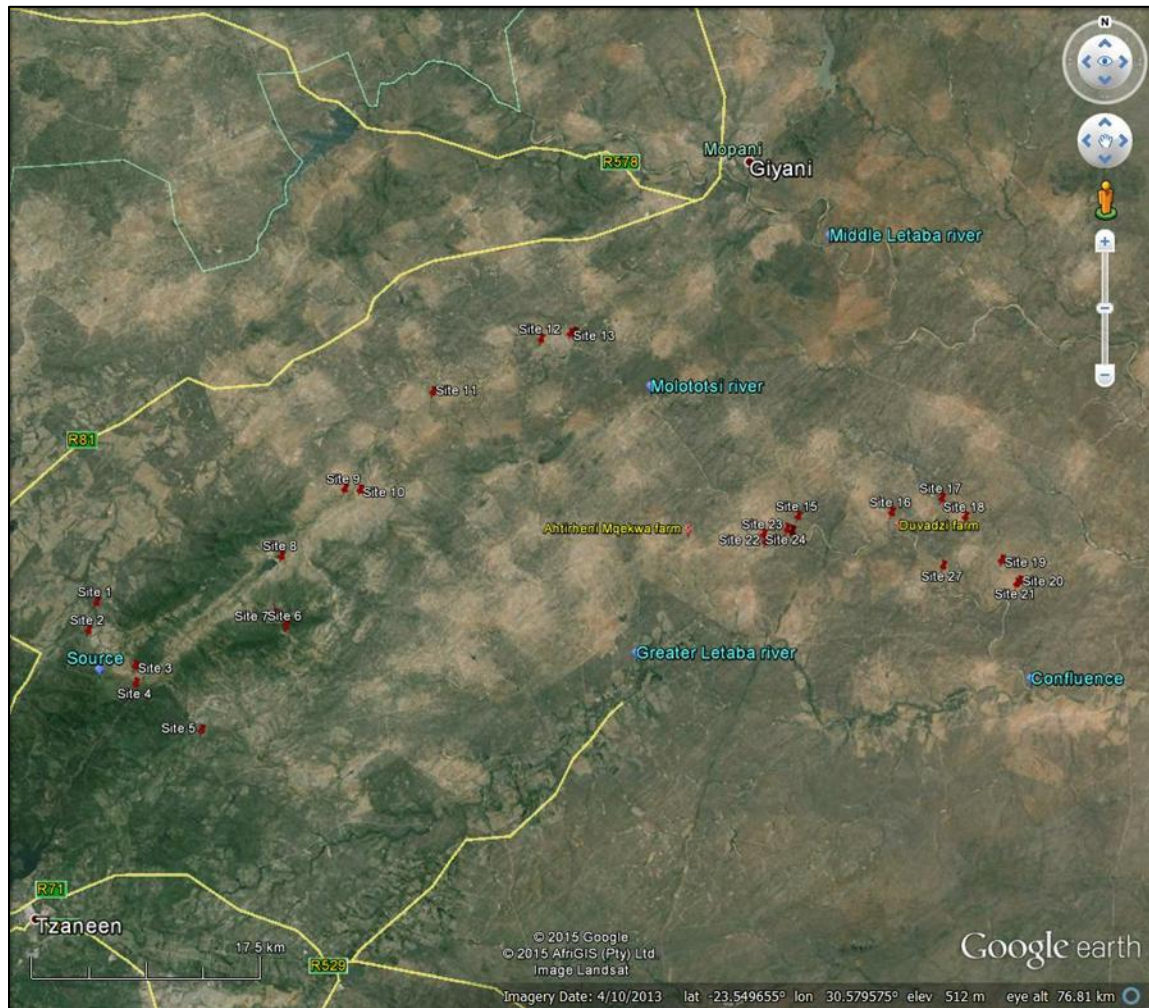 N
R578
Mopani
Giyani
Middle Letaba river
Site 12
Site 13
Molototsi river
Site 11
R81
Site 9
Site 10
Site 17
Site 16
Site 15
Site 18
Site 23
Ahtirheni Mqekwa farm
Duvadzi farm
Site 22
Site 24
Site 8
Site 19
Site 27
Site 20
Site 21
Site 1
Site 7
Site 6
Site 2
Source
Site 3
Greater Letaba river
Site 4
Confluence
Site 5
R71
Tzaneen
17.5 km
R529
© 2015 Google
© 2015 AfriGIS (Pty) Ltd.
Image Landsat
Google earth
Imagery Date: 4/10/2013 lat -23.549655° lon 30.579575° elev 512 m eye alt 76.81 km